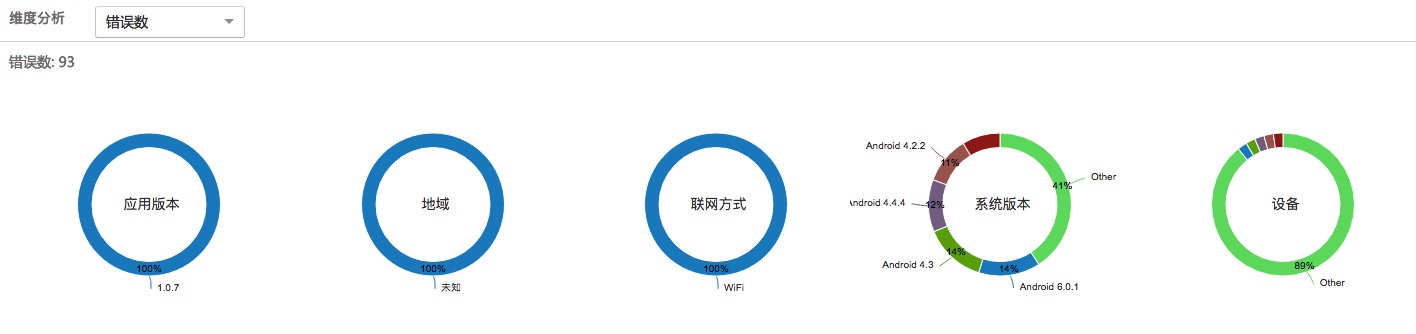 维度分析
错误数
错误数: 93
应用版本
100%
1.0.7
地域
100%
未知
联网方式
100%
WiFi
系统版本
Android 4.2.2
11%
41%
Other
ndroid 4.4.4
12%
Android 4.3
14%
14%
Android 6.0.1
设备
89%
Other